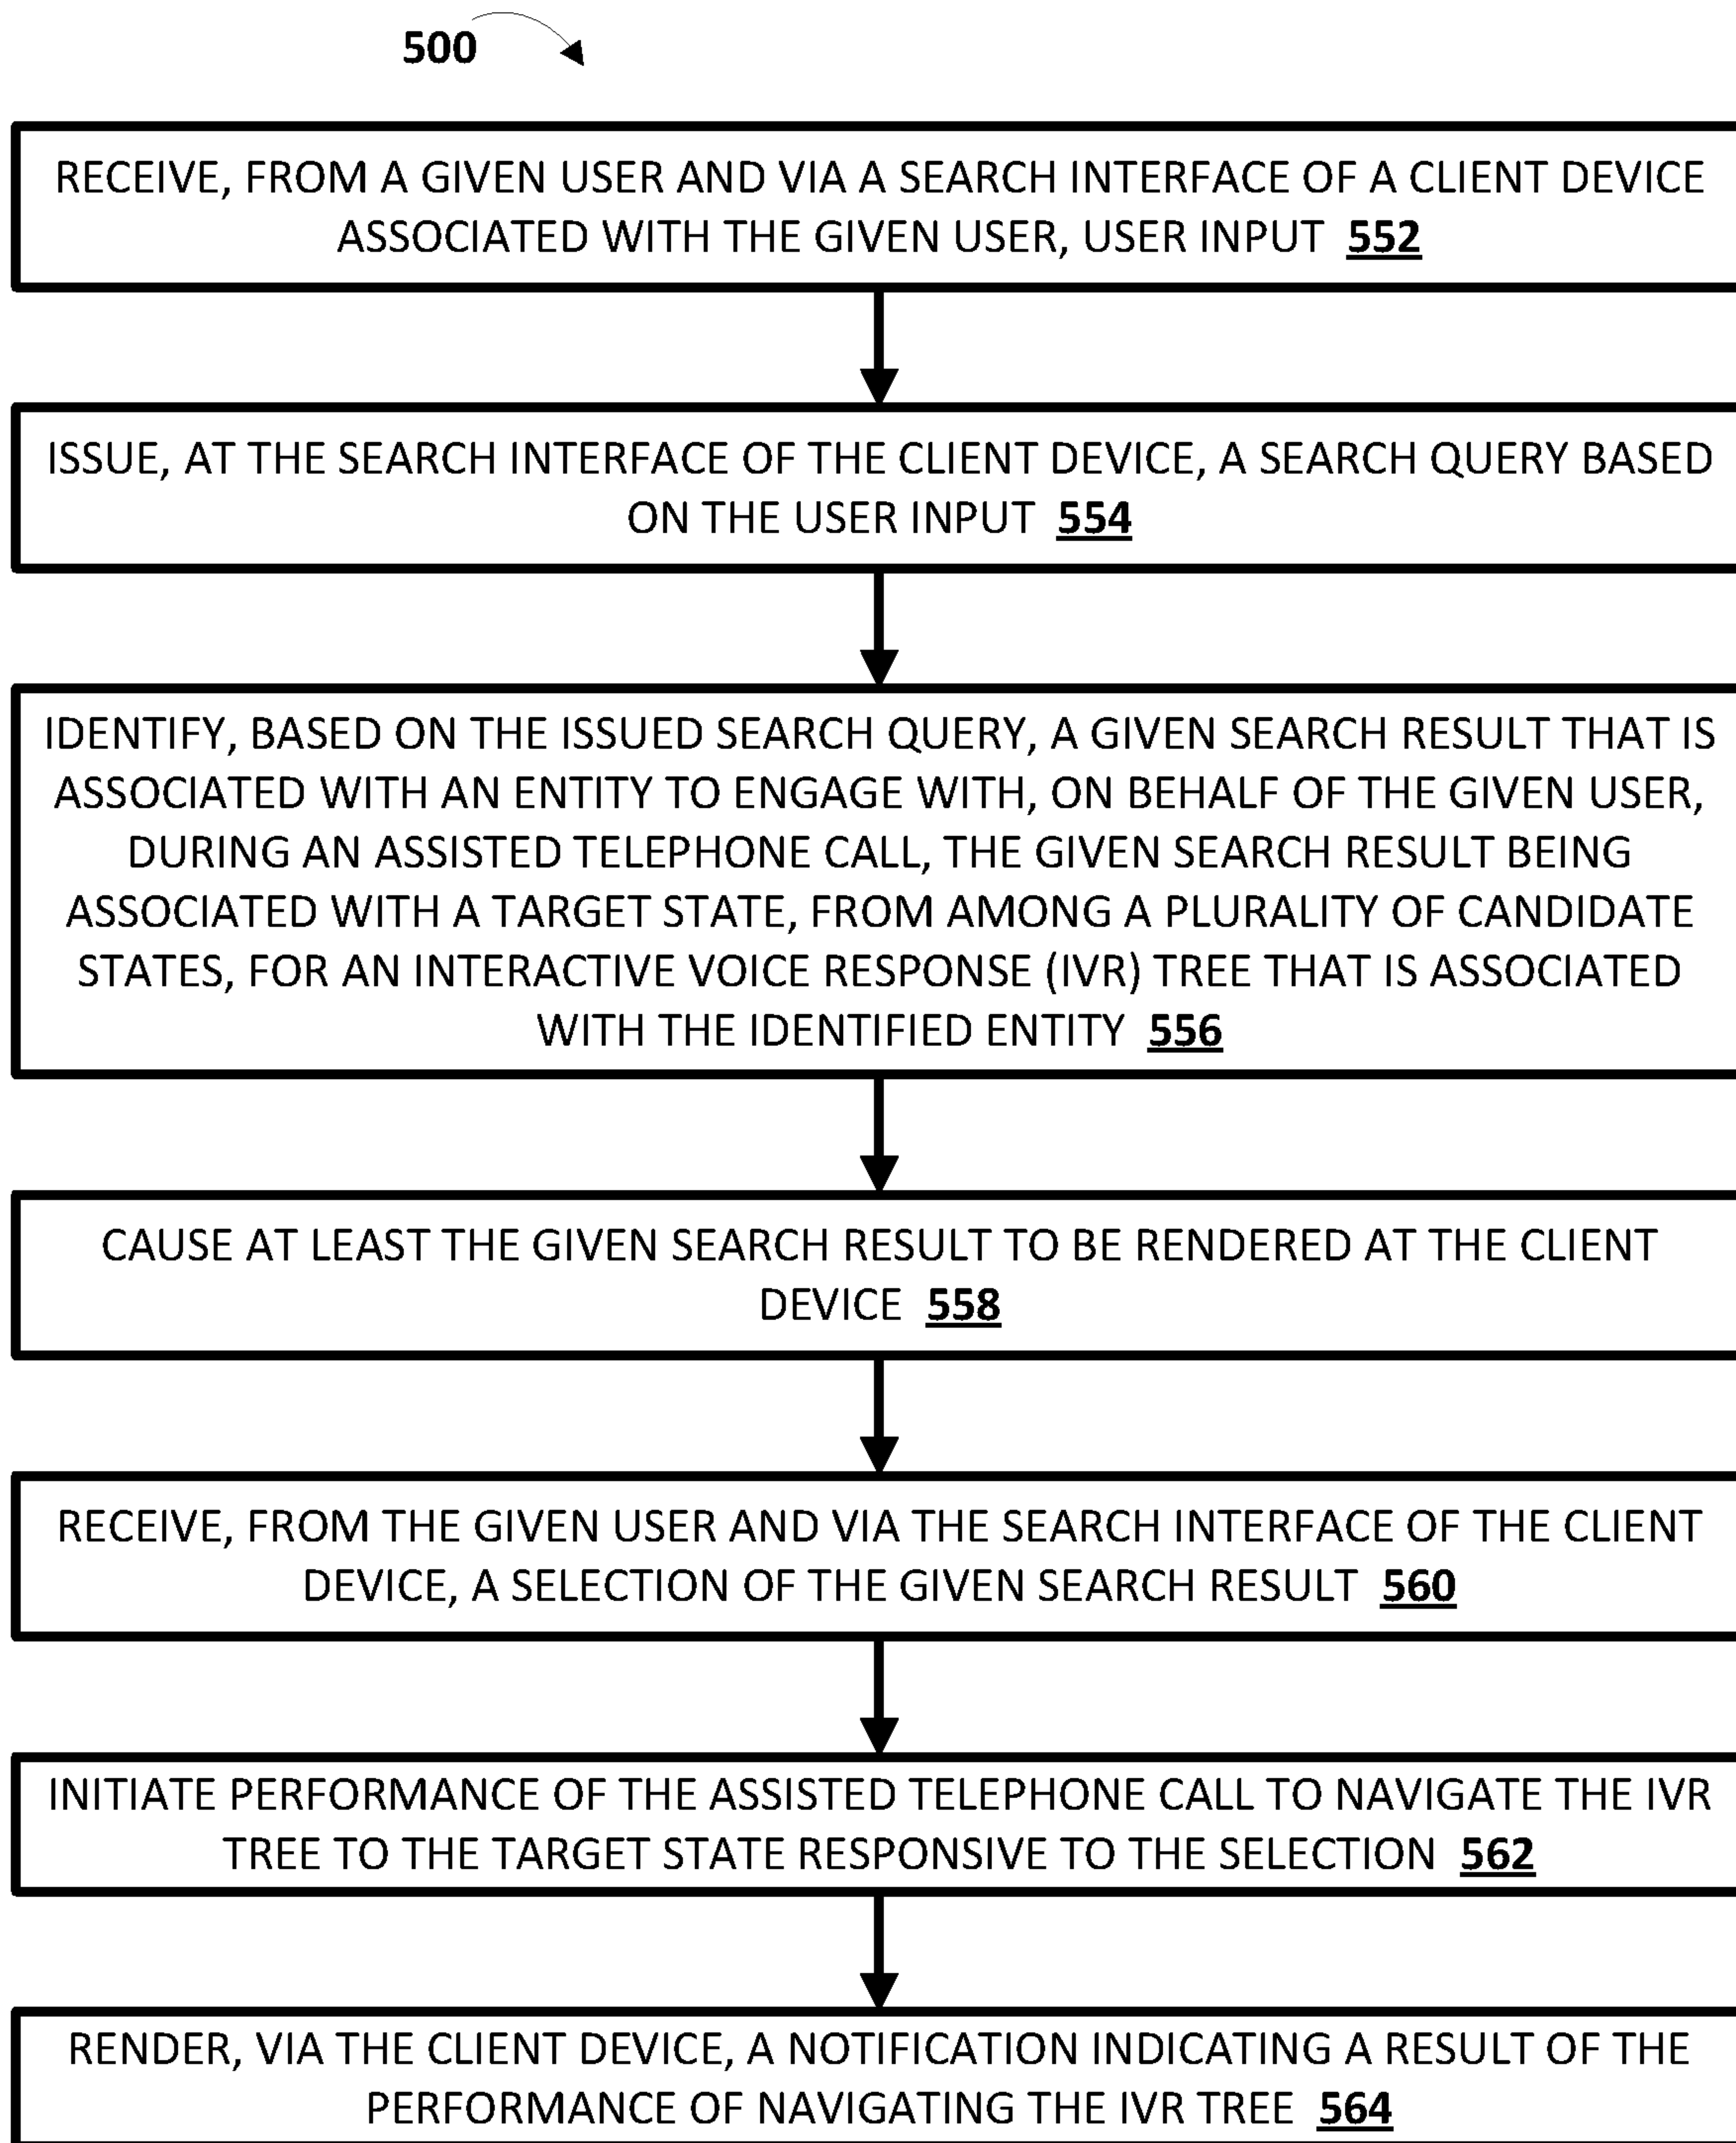 500
RECEIVE, FROM A GIVEN USER AND VIA A SEARCH INTERFACE OF A CLIENT DEVICE
ASSOCIATED WITH THE GIVEN USER, USER INPUT 552
ISSUE, AT THE SEARCH INTERFACE OF THE CLIENT DEVICE, A SEARCH QUERY BASED
ON THE USER INPUT 554
IDENTIFY, BASED ON THE ISSUED SEARCH QUERY, A GIVEN SEARCH RESULT THAT IS
ASSOCIATED WITH AN ENTITY TO ENGAGE WITH, ON BEHALF OF THE GIVEN USER,
DURING AN ASSISTED TELEPHONE CALL, THE GIVEN SEARCH RESULT BEING
ASSOCIATED WITH A TARGET STATE, FROM AMONG A PLURALITY OF CANDIDATE
STATES, FOR AN INTERACTIVE VOICE RESPONSE (IVR) TREE THAT IS ASSOCIATED
WITH THE IDENTIFIED ENTITY 556
CAUSE AT LEAST THE GIVEN SEARCH RESULT TO BE RENDERED AT THE CLIENT
DEVICE 558
RECEIVE, FROM THE GIVEN USER AND VIA THE SEARCH INTERFACE OF THE CLIENT
DEVICE, A SELECTION OF THE GIVEN SEARCH RESULT 560
INITIATE PERFORMANCE OF THE ASSISTED TELEPHONE CALL TO NAVIGATE THE IVR
TREE TO THE TARGET STATE RESPONSIVE TO THE SELECTION 562
RENDER, VIA THE CLIENT DEVICE, A NOTIFICATION INDICATING A RESULT OF THE
PERFORMANCE OF NAVIGATING THE IVR TREE 564